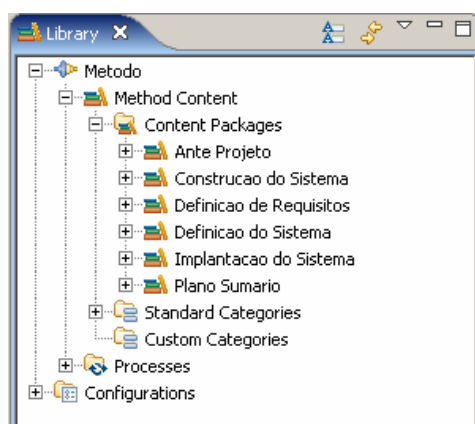 Library
Metodo
Method Content
Content Packages
Ante Projeto
Construcao do Sistema
Definicao de Requisitos
Definicao do Sistema
Implantacao do Sistema
Plano Sumario
Standard Categories
Custom Categories
Processes
Configurations